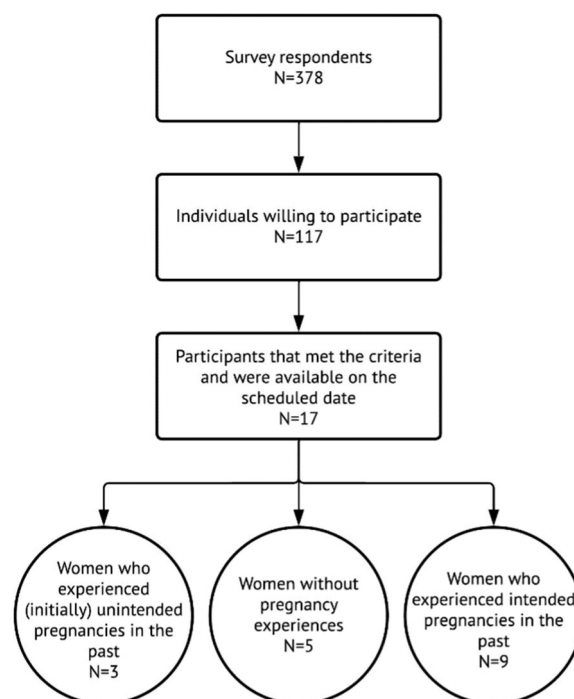 Survey respondents
N=378
Individuals willing to participate
N=117
Participants that met the criteria
and were available on the
scheduled date
N=17
Women who
experienced
(initially) unintended
pregnancies in the
past
N=3
Women without
pregnancy
experiences
N=5
Women who
experienced intended
pregnancies in the
past
N=9